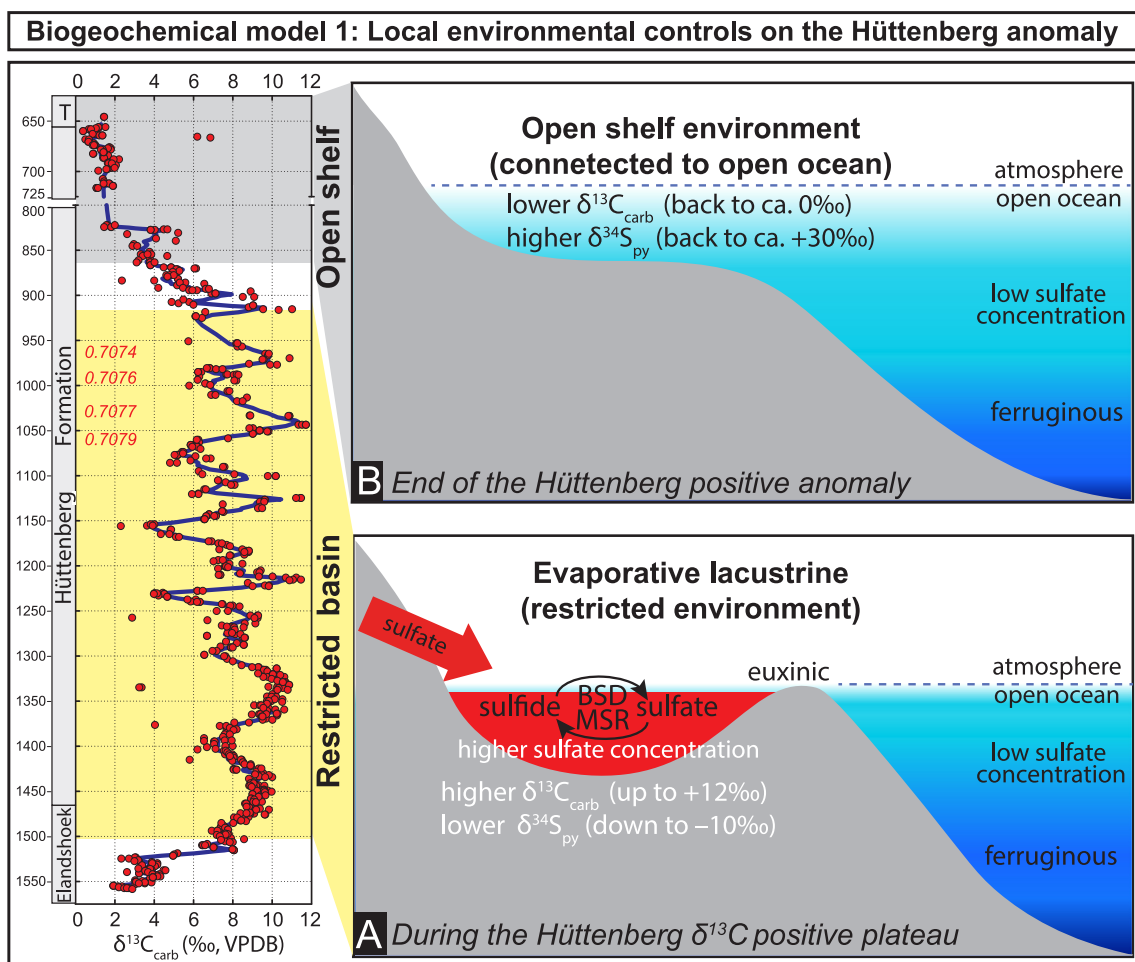 Biogeochemical model 1: Local environmental controls on the Hüttenberg anomaly
0 2 4 6 8 10 12
T
Hüttenberg Formation
Elandshoek
650
700
725
800
850
900
950
1000
1050
1100
1150
1200
1250
1300
1350
1400
1450
1500
1550
0.7074
0.7076
0.7077
0.7079
0 2 4 6 8 10 12
δ¹³C_carb (‰, VPDB)
Open shelf
Restricted basin
Open shelf environment
(connetected to open ocean)
atmosphere
open ocean
lower δ¹³C_carb (back to ca. 0‰)
higher δ³⁴S_py (back to ca. +30‰)
low sulfate
concentration
ferruginous
B End of the Hüttenberg positive anomaly
Evaporative lacustrine
(restricted environment)
sulfate
euxinic
atmosphere
open ocean
BSD
sulfide sulfate
MSR
higher sulfate concentration
low sulfate
concentration
higher δ¹³C_carb (up to +12‰)
lower δ³⁴S_py (down to –10‰)
ferruginous
A During the Hüttenberg δ¹³C positive plateau